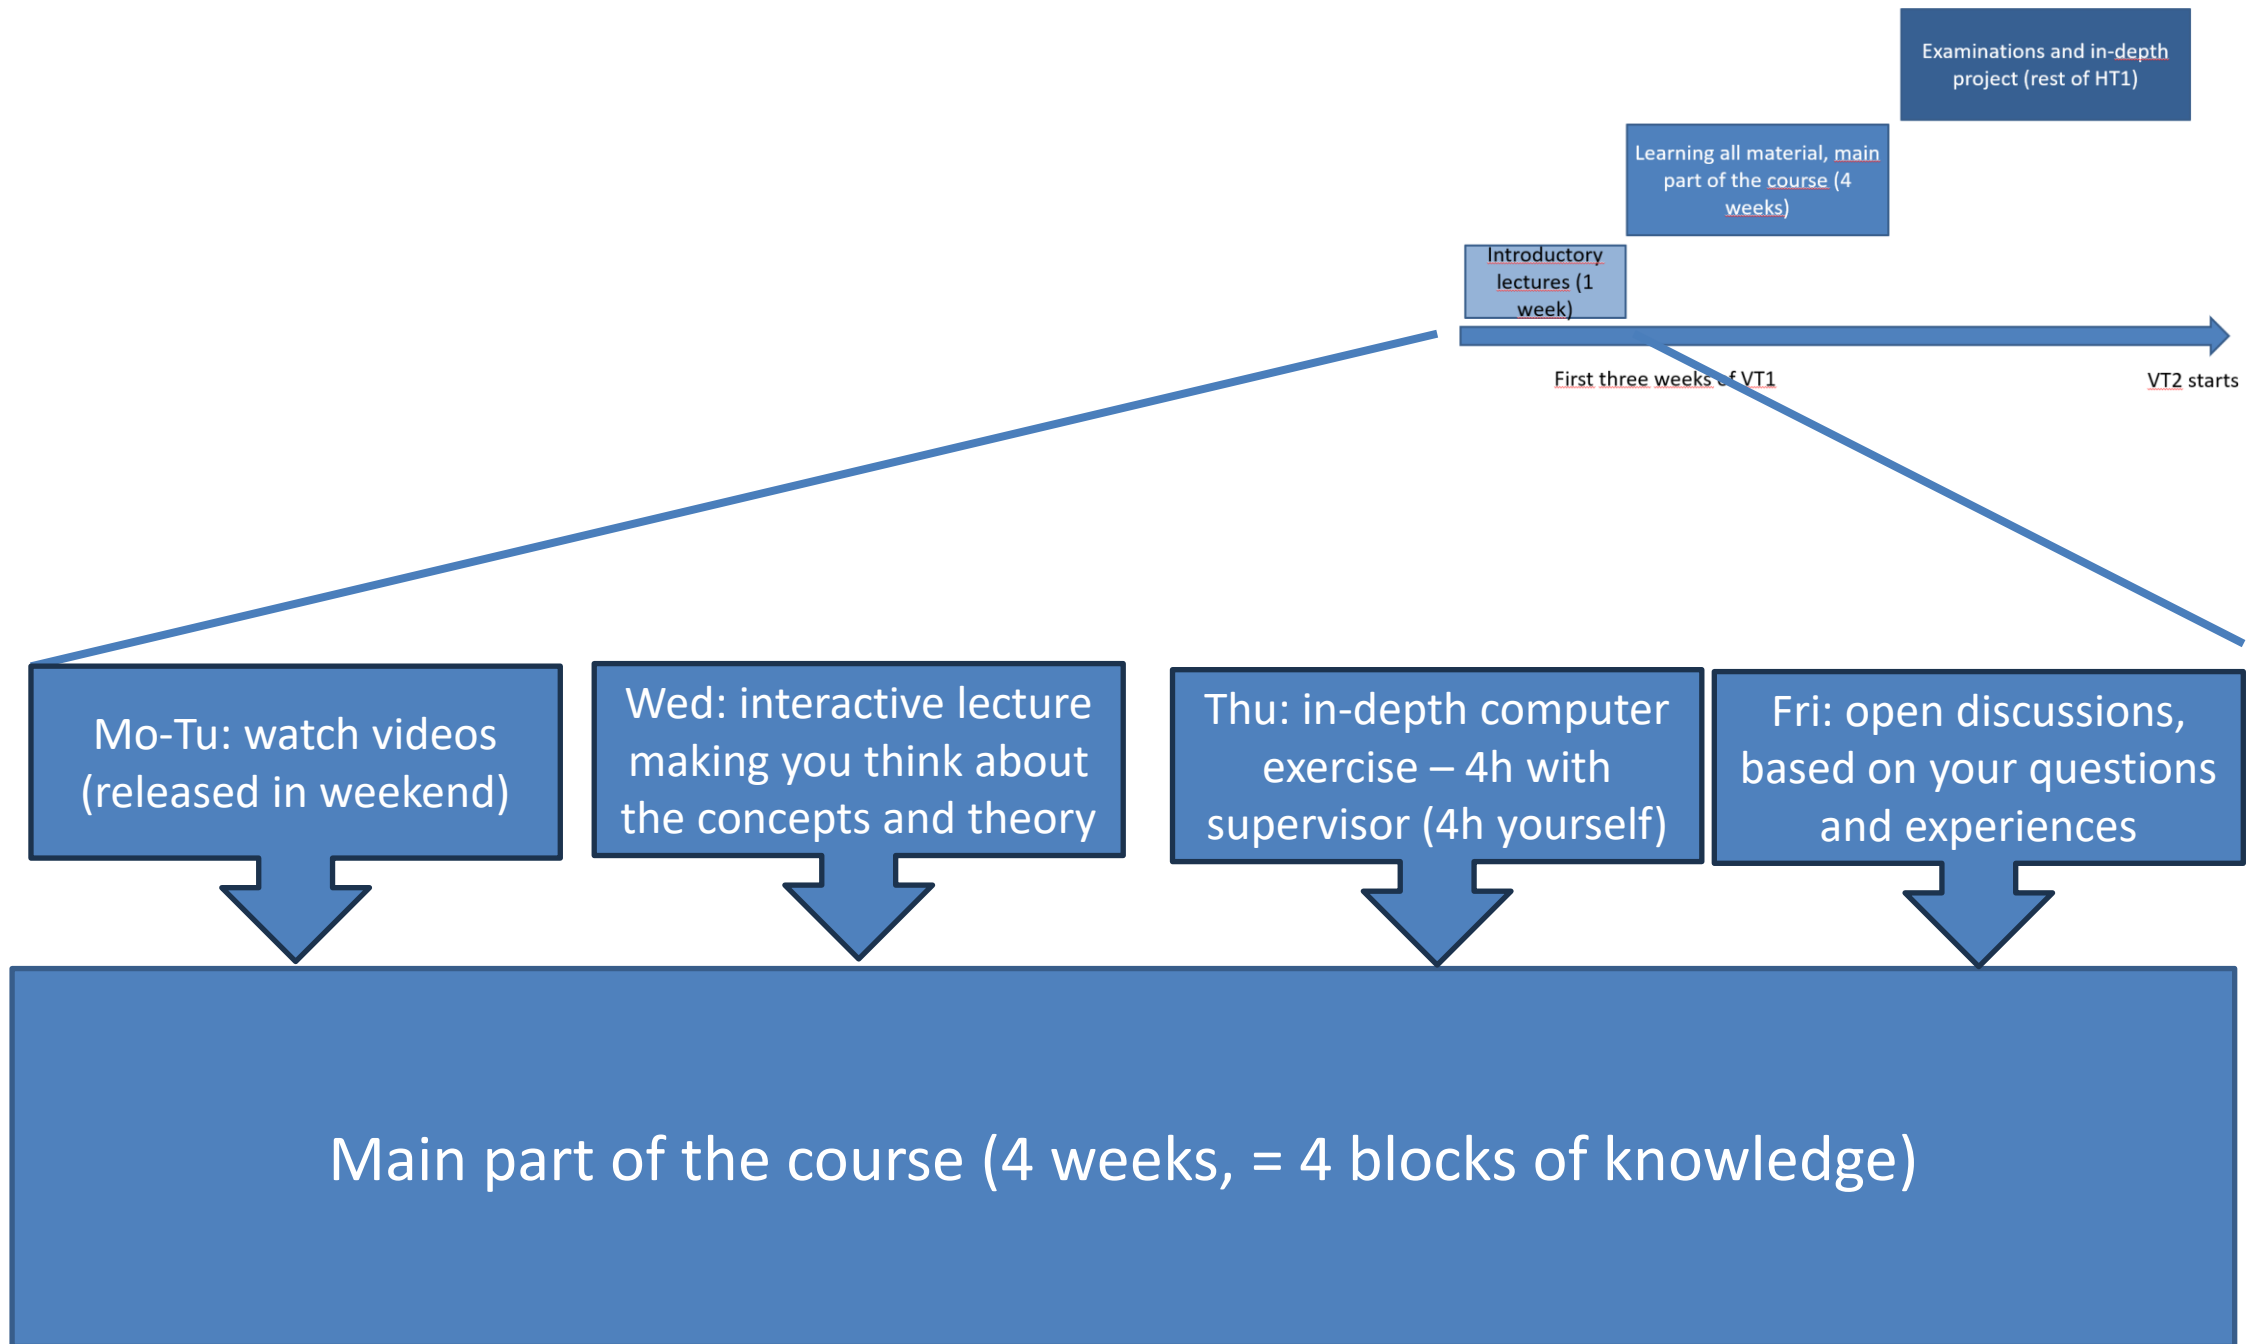 Examinations and in-depth
project (rest of HT1)
Learning all material, main
part of the course (4
weeks)
Introductory
lectures (1
week)
First three weeks of VT1
VT2 starts
Mo-Tu: watch videos
(released in weekend)
Wed: interactive lecture
making you think about
the concepts and theory
Thu: in-depth computer
exercise – 4h with
supervisor (4h yourself)
Fri: open discussions,
based on your questions
and experiences
Main part of the course (4 weeks, = 4 blocks of knowledge)